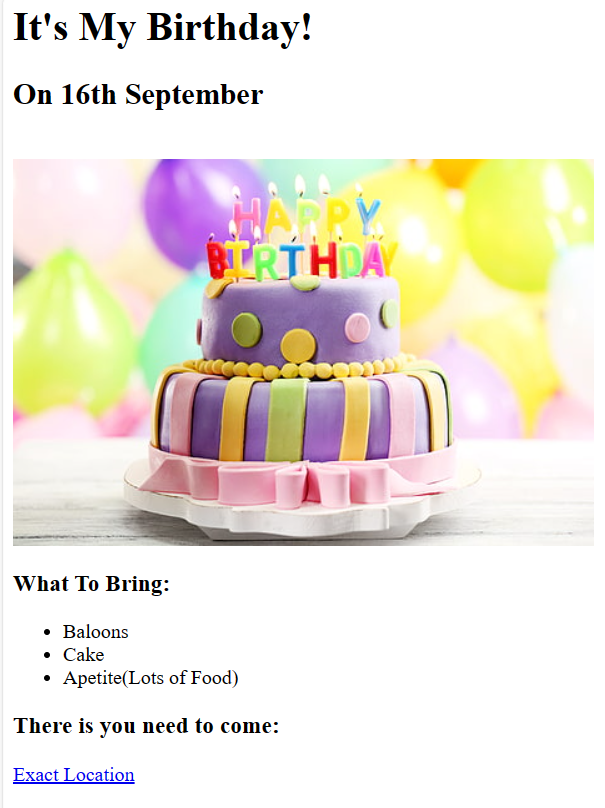 It's My Birthday!
On 16th September
HAPPY
BIRTHDAY
What To Bring:
Baloons
Cake
Apetite(Lots of Food)
There is you need to come:
Exact Location